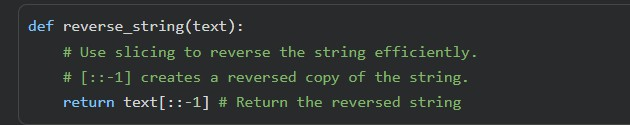 def reverse_string(text):
    # Use slicing to reverse the string efficiently.
    # [::-1] creates a reversed copy of the string.
    return text[::-1] # Return the reversed string